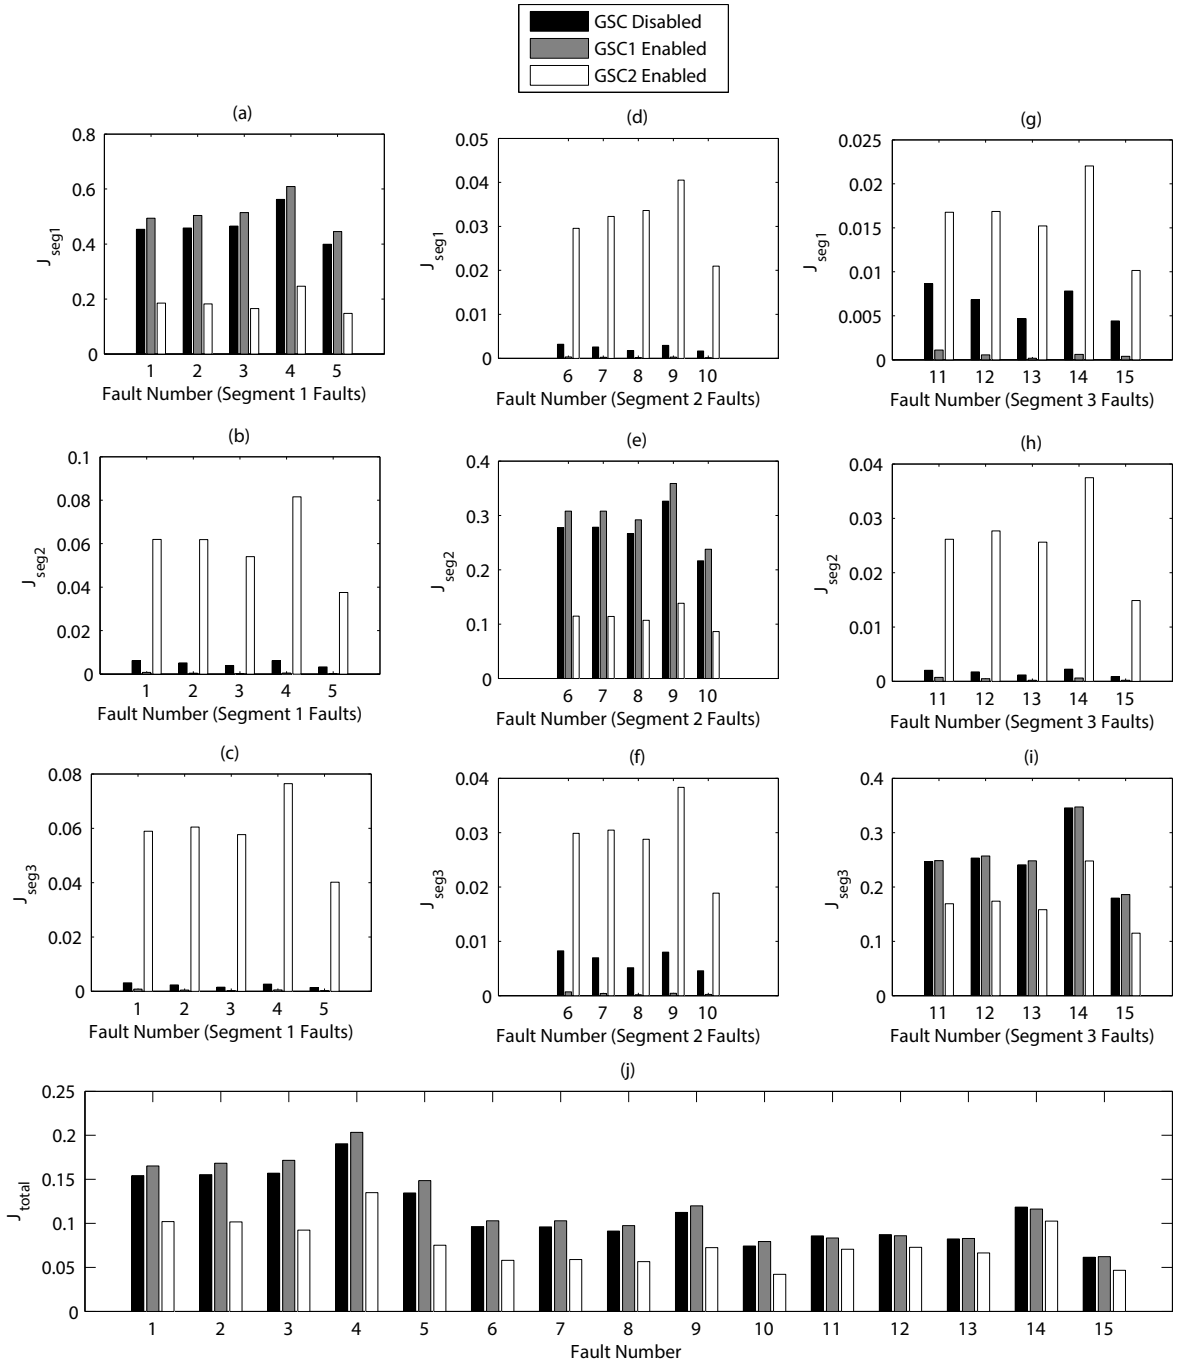 GSC Disabled
GSC1 Enabled
GSC2 Enabled
(a)
0.8
0.6
0.4
0.2
0
J seg1
1 2 3 4 5
Fault Number (Segment 1 Faults)
(d)
0.05
0.04
0.03
0.02
0.01
0
J seg1
6 7 8 9 10
Fault Number (Segment 2 Faults)
(g)
0.025
0.02
0.015
0.01
0.005
0
J seg1
11 12 13 14 15
Fault Number (Segment 3 Faults)
(b)
0.1
0.08
0.06
0.04
0.02
0
J seg2
1 2 3 4 5
Fault Number (Segment 1 Faults)
(e)
0.4
0.3
0.2
0.1
0
J seg2
6 7 8 9 10
Fault Number (Segment 2 Faults)
(h)
0.04
0.03
0.02
0.01
0
J seg2
11 12 13 14 15
Fault Number (Segment 3 Faults)
(c)
0.08
0.06
0.04
0.02
0
J seg3
1 2 3 4 5
Fault Number (Segment 1 Faults)
(f)
0.04
0.03
0.02
0.01
0
J seg3
6 7 8 9 10
Fault Number (Segment 2 Faults)
(i)
0.4
0.3
0.2
0.1
0
J seg3
11 12 13 14 15
Fault Number (Segment 3 Faults)
(j)
0.25
0.2
0.15
0.1
0.05
0
J total
1 2 3 4 5 6 7 8 9 10 11 12 13 14 15
Fault Number